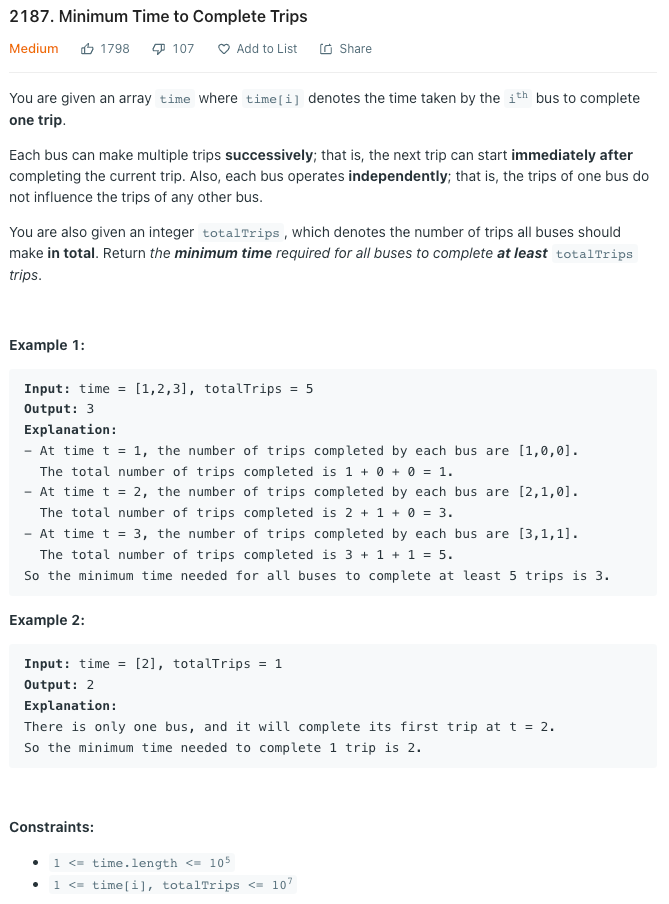 2187. Minimum Time to Complete Trips
Medium 1798 107 Add to List Share
You are given an array time where time[i] denotes the time taken by the iᵗʰ bus to complete
one trip.
Each bus can make multiple trips successively; that is, the next trip can start immediately after
completing the current trip. Also, each bus operates independently; that is, the trips of one bus do
not influence the trips of any other bus.
You are also given an integer totalTrips, which denotes the number of trips all buses should
make in total. Return the minimum time required for all buses to complete at least totalTrips
trips.
Example 1:
Input: time = [1,2,3], totalTrips = 5
Output: 3
Explanation:
- At time t = 1, the number of trips completed by each bus are [1,0,0].
The total number of trips completed is 1 + 0 + 0 = 1.
- At time t = 2, the number of trips completed by each bus are [2,1,0].
The total number of trips completed is 2 + 1 + 0 = 3.
- At time t = 3, the number of trips completed by each bus are [3,1,1].
The total number of trips completed is 3 + 1 + 1 = 5.
So the minimum time needed for all buses to complete at least 5 trips is 3.
Example 2:
Input: time = [2], totalTrips = 1
Output: 2
Explanation:
There is only one bus, and it will complete its first trip at t = 2.
So the minimum time needed to complete 1 trip is 2.
Constraints:
• 1 <= time.length <= 10⁵
• 1 <= time[i], totalTrips <= 10⁷